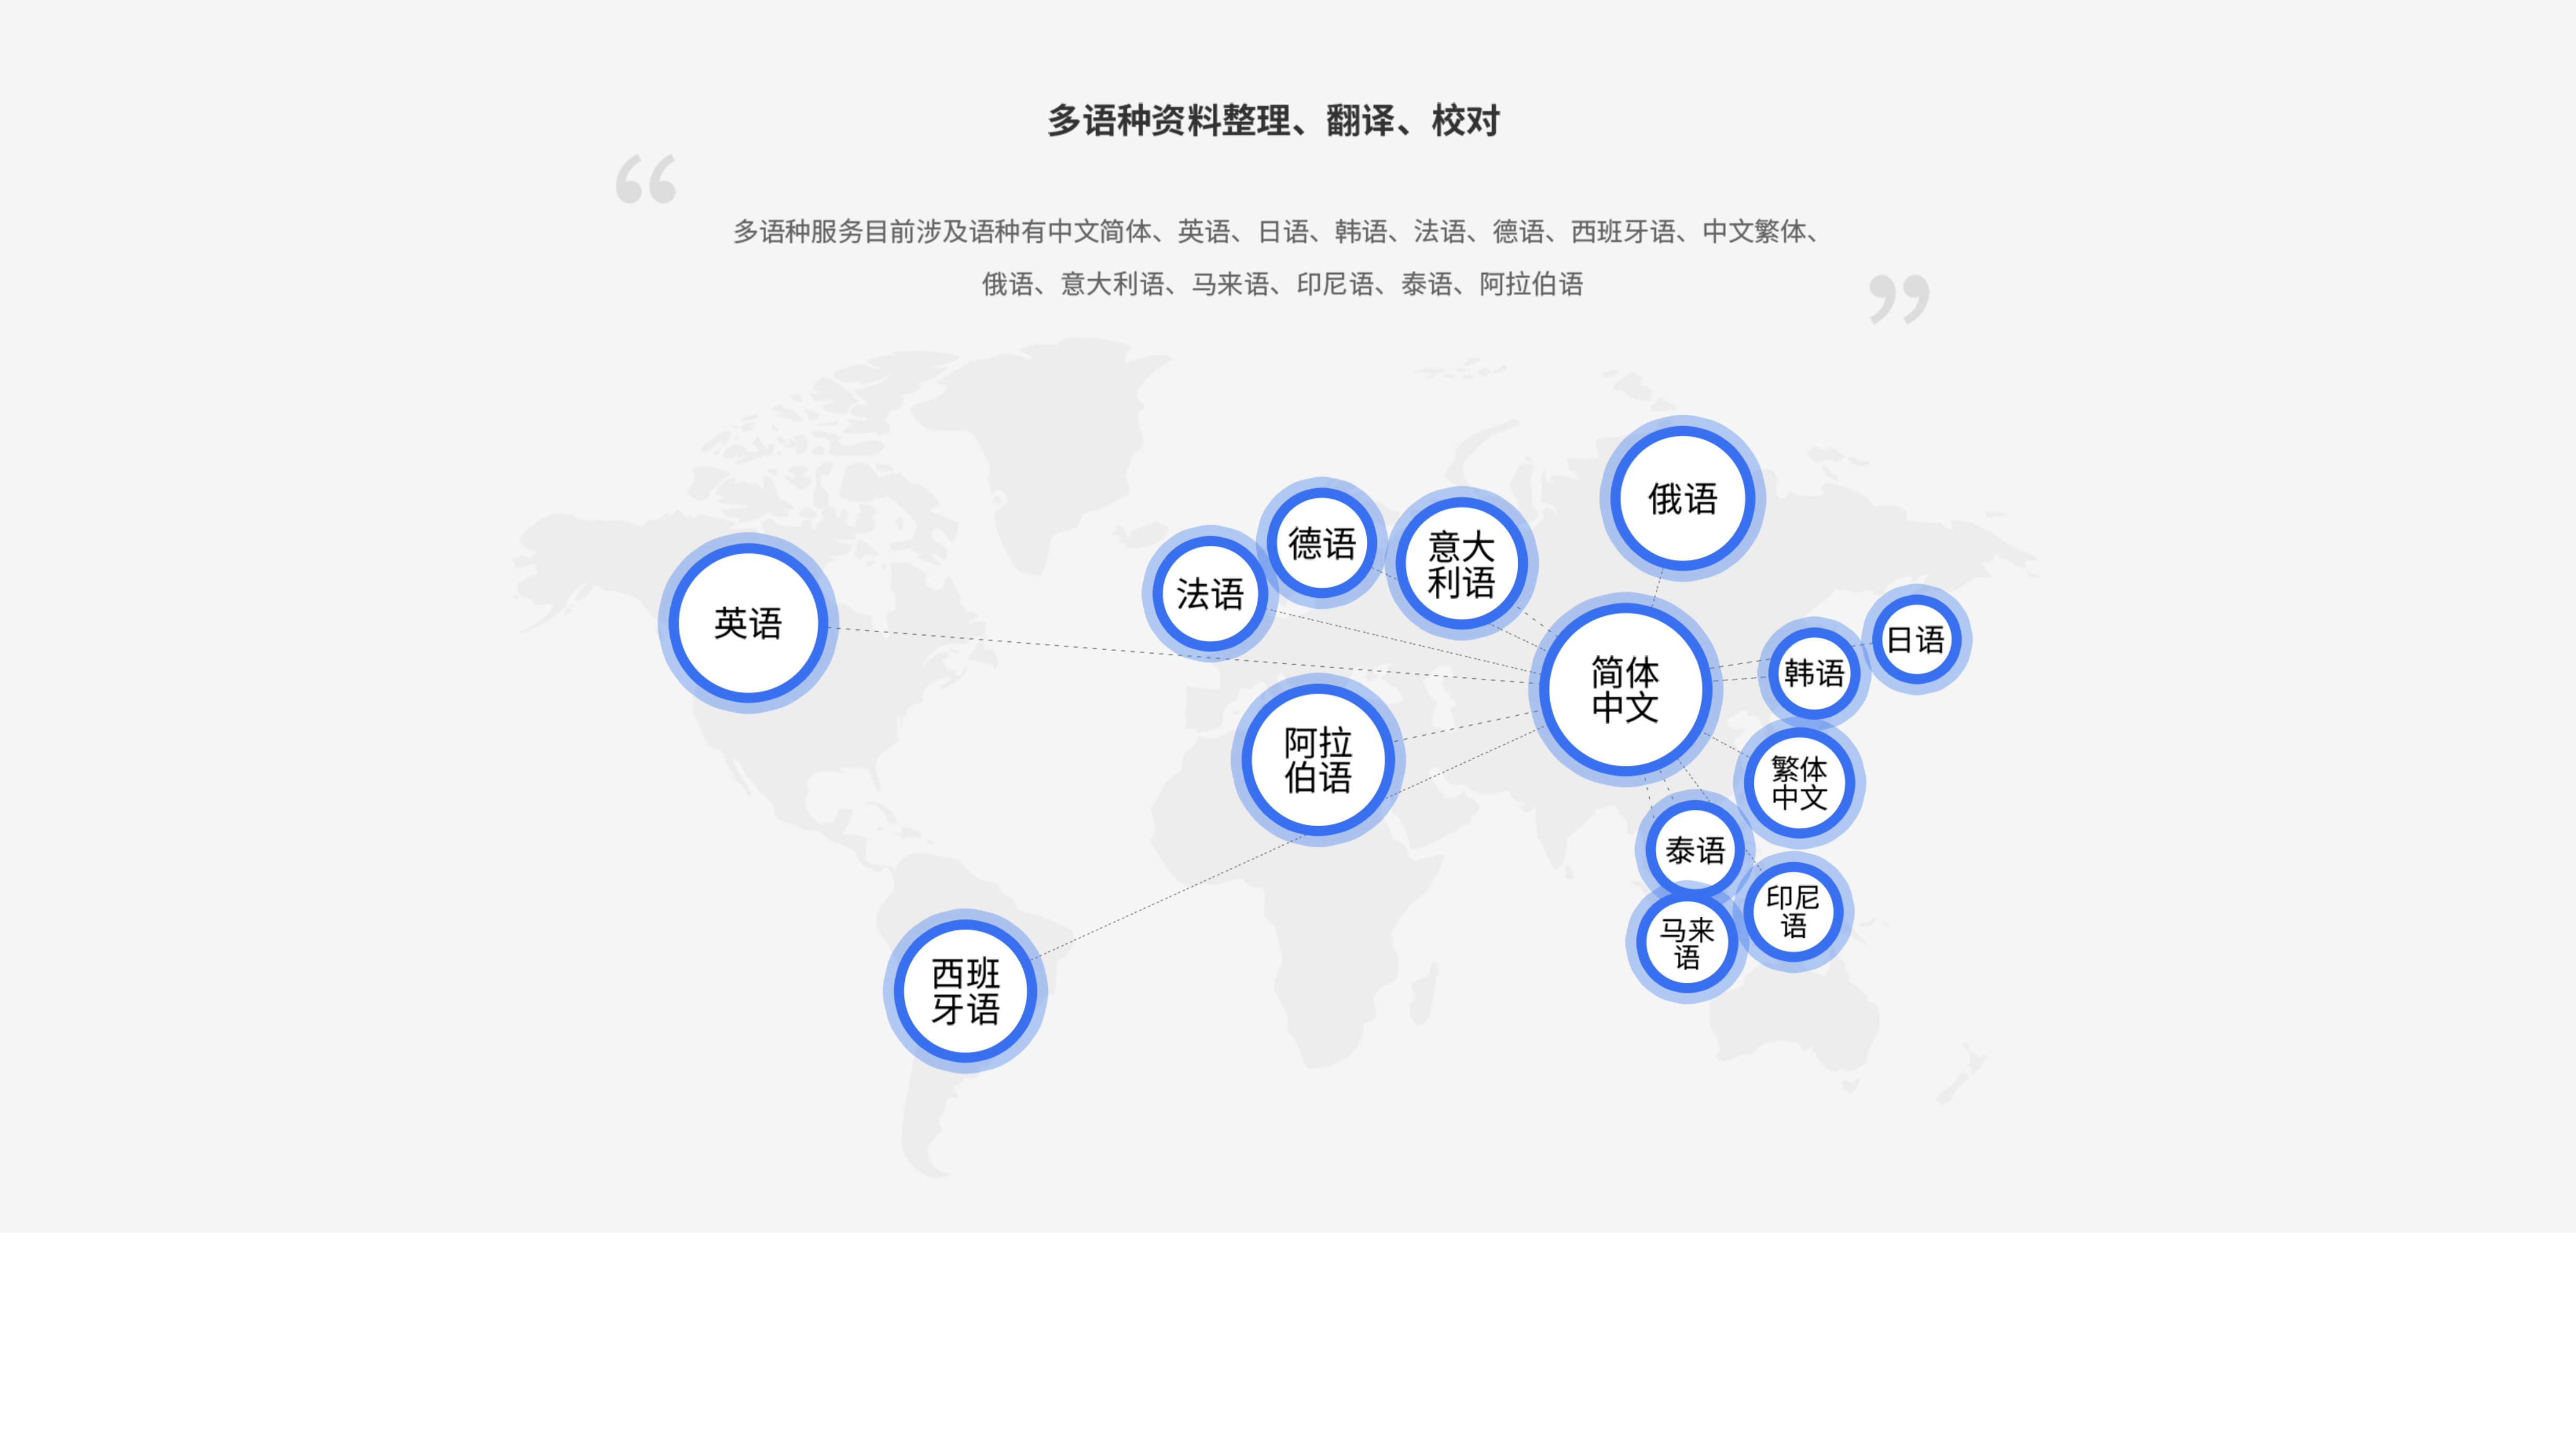 多语种资料整理、翻译、校对
“
多语种服务目前涉及语种有中文简体、英语、日语、韩语、法语、德语、西班牙语、中文繁体、
俄语、意大利语、马来语、印尼语、泰语、阿拉伯语
”
俄语
德语
意大
利语
法语
英语
日语
韩语
简体
中文
阿拉
伯语
繁体
中文
泰语
印尼
语
马来
语
西班
牙语